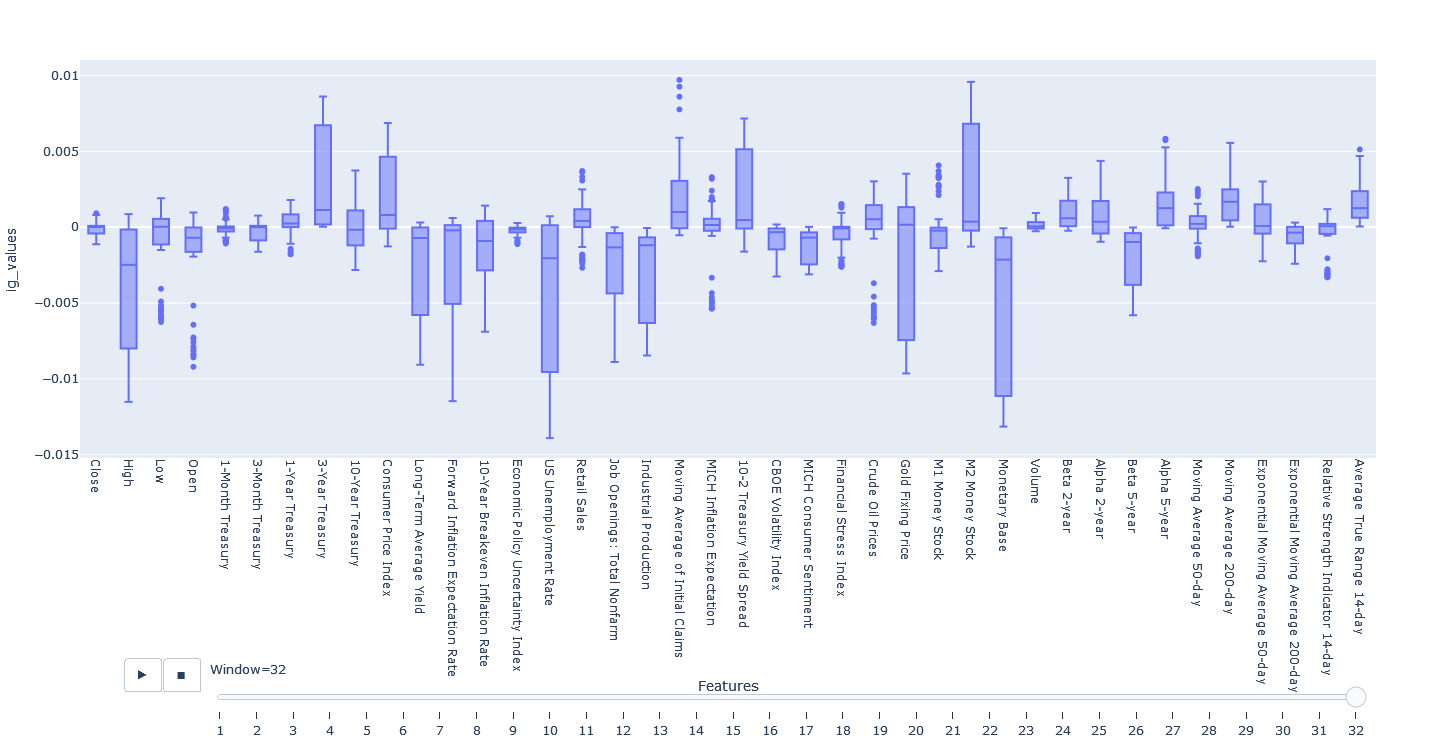 0.01
0.005
0
−0.005
−0.01
−0.015
ig_values
Close
High
Low
Open
1-Month Treasury
3-Month Treasury
1-Year Treasury
3-Year Treasury
10-Year Treasury
Consumer Price Index
Long-Term Average Yield
Forward Inflation Expectation Rate
10-Year Breakeven Inflation Rate
Economic Policy Uncertainty Index
US Unemployment Rate
Retail Sales
Job Openings: Total Nonfarm
Industrial Production
Moving Average of Initial Claims
MICH Inflation Expectation
10-2 Treasury Yield Spread
CBOE Volatility Index
MICH Consumer Sentiment
Financial Stress Index
Crude Oil Prices
Gold Fixing Price
M1 Money Stock
M2 Money Stock
Monetary Base
Volume
Beta 2-year
Alpha 2-year
Beta 5-year
Alpha 5-year
Moving Average 50-day
Moving Average 200-day
Exponential Moving Average 50-day
Exponential Moving Average 200-day
Relative Strength Indicator 14-day
Average True Range 14-day
Window=32
Features
1 2 3 4 5 6 7 8 9 10 11 12 13 14 15 16 17 18 19 20 21 22 23 24 25 26 27 28 29 30 31 32